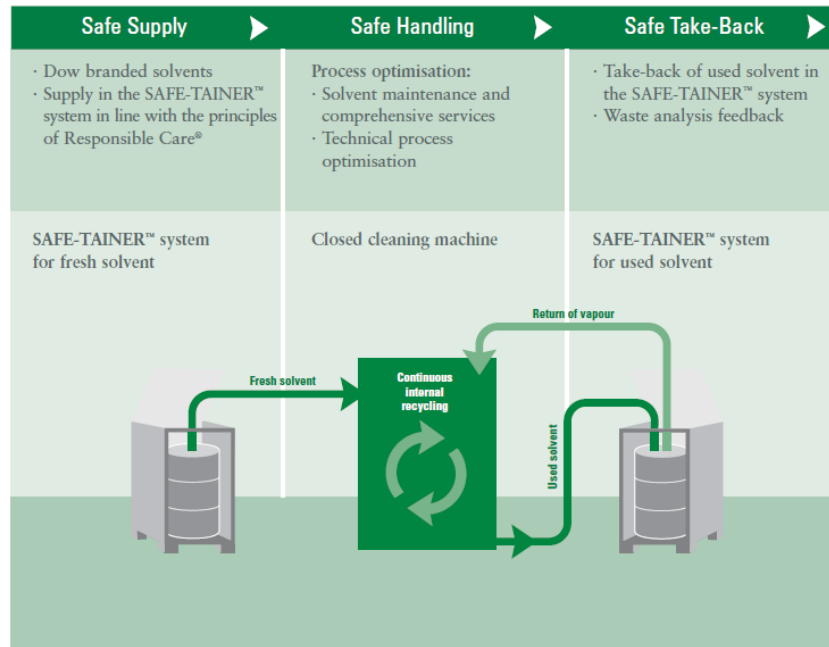 Safe Supply
Safe Handling
Safe Take-Back
· Dow branded solvents
· Supply in the SAFE-TAINER™
system in line with the principles
of Responsible Care®
Process optimisation:
· Solvent maintenance and
comprehensive services
· Technical process
optimisation
· Take-back of used solvent in
the SAFE-TAINER™ system
· Waste analysis feedback
SAFE-TAINER™ system
for fresh solvent
Closed cleaning machine
SAFE-TAINER™ system
for used solvent
Return of vapour
Fresh solvent
Continuous
internal
recycling
Used solvent